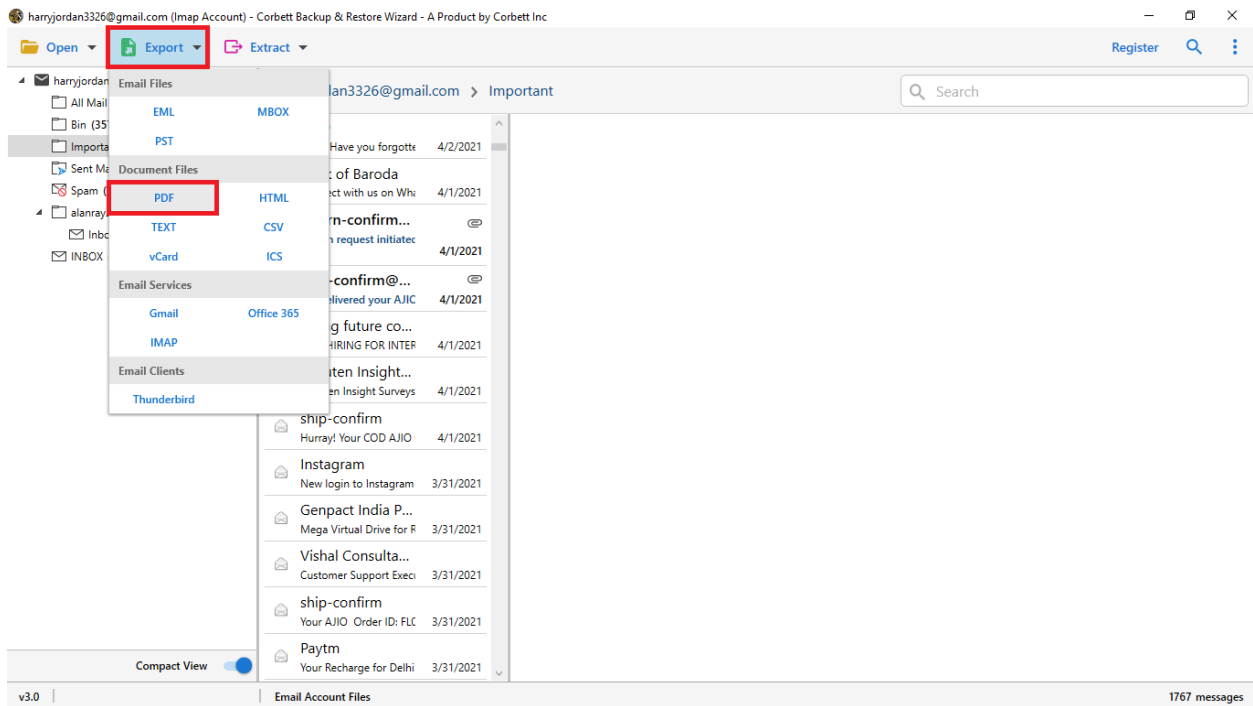 harryjordan3326@gmail.com (Imap Account) - Corbett Backup & Restore Wizard - A Product by Corbett Inc
Open Export Extract Register
harryjordan
All Mail
Bin (35
Importa
Sent Ma
Spam (
alanray
Inbo
INBOX
Email Files
EML MBOX
PST
Document Files
PDF HTML
TEXT CSV
vCard ICS
Email Services
Gmail Office 365
IMAP
Email Clients
Thunderbird
dan3326@gmail.com > Important
Search
Have you forgotte 4/2/2021
of Baroda
ect with us on Wha 4/1/2021
rn-confirm...
request initiated
4/1/2021
-confirm@...
elivered your AJIO 4/1/2021
g future co...
HIRING FOR INTER 4/1/2021
ten Insight...
en Insight Surveys 4/1/2021
ship-confirm
Hurray! Your COD AJIO 4/1/2021
Instagram
New login to Instagram 3/31/2021
Genpact India P...
Mega Virtual Drive for R 3/31/2021
Vishal Consulta...
Customer Support Execu 3/31/2021
ship-confirm
Your AJIO Order ID: FL0 3/31/2021
Paytm
Your Recharge for Delhi 3/31/2021
Compact View
v3.0 Email Account Files 1767 messages